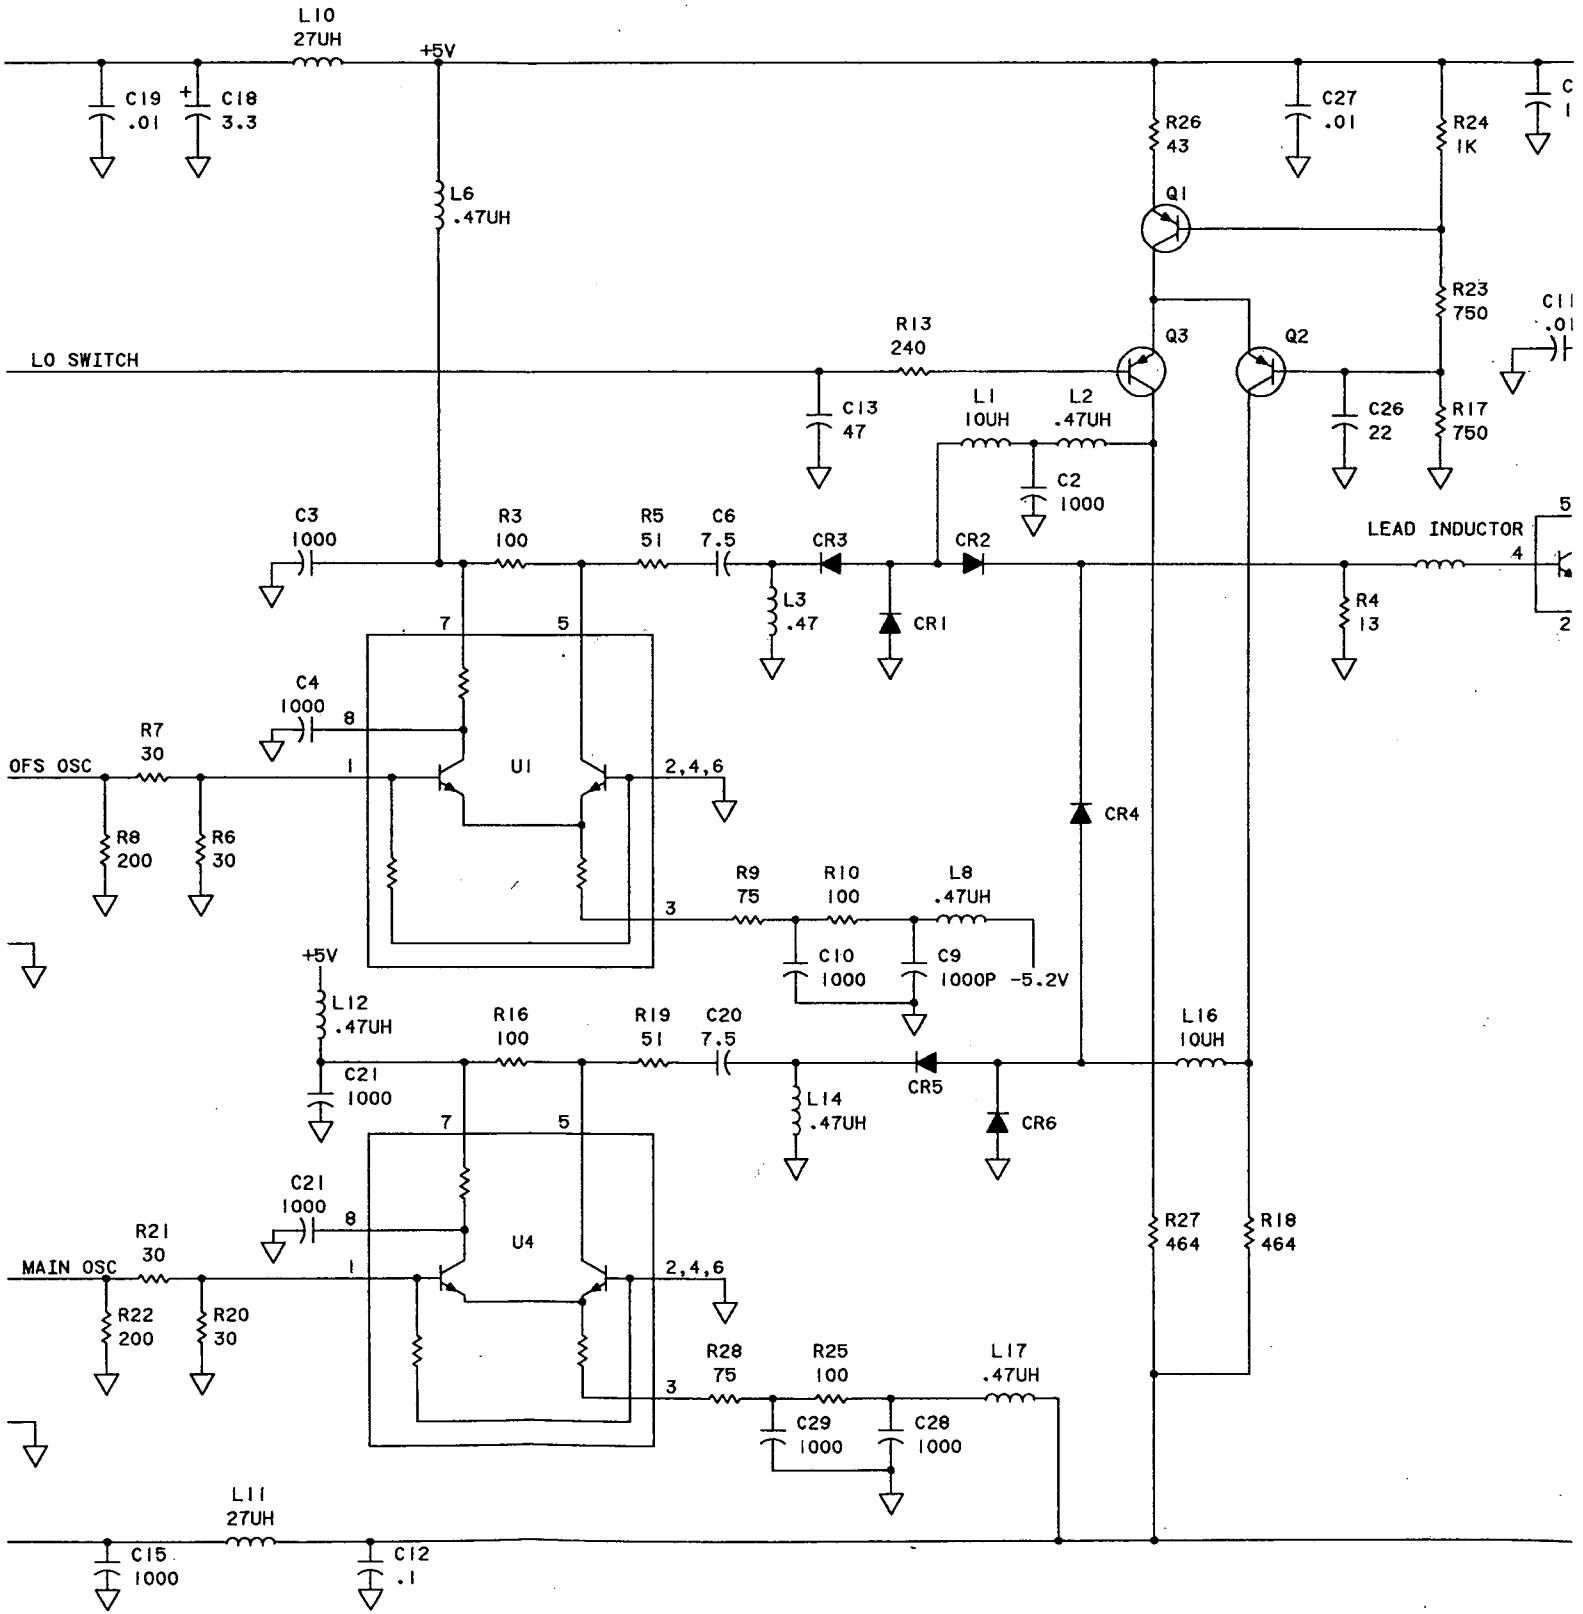 L10
27UH
+5V
C19
.01
+
C18
3.3
L6
.47UH
R26
43
C27
.01
R24
1K
C
1
Q1
R23
750
C11
.01
LO SWITCH
R13
240
Q3
Q2
C13
47
L1
10UH
L2
.47UH
C26
22
R17
750
C2
1000
C3
1000
R3
100
R5
51
C6
7.5
CR3
CR2
LEAD INDUCTOR
5
4
L3
.47
CR1
R4
13
2
7
5
C4
1000
8
R7
30
OFS OSC
1
U1
2,4,6
R8
200
R6
30
CR4
R9
75
R10
100
L8
.47UH
3
C10
1000
C9
1000P
-5.2V
+5V
L12
.47UH
R16
100
R19
51
C20
7.5
L16
10UH
C21
1000
CR5
L14
.47UH
CR6
7
5
C21
1000
8
R21
30
MAIN OSC
1
U4
2,4,6
R27
464
R18
464
R22
200
R20
30
R28
75
R25
100
L17
.47UH
3
C29
1000
C28
1000
L11
27UH
C15
1000
C12
.1